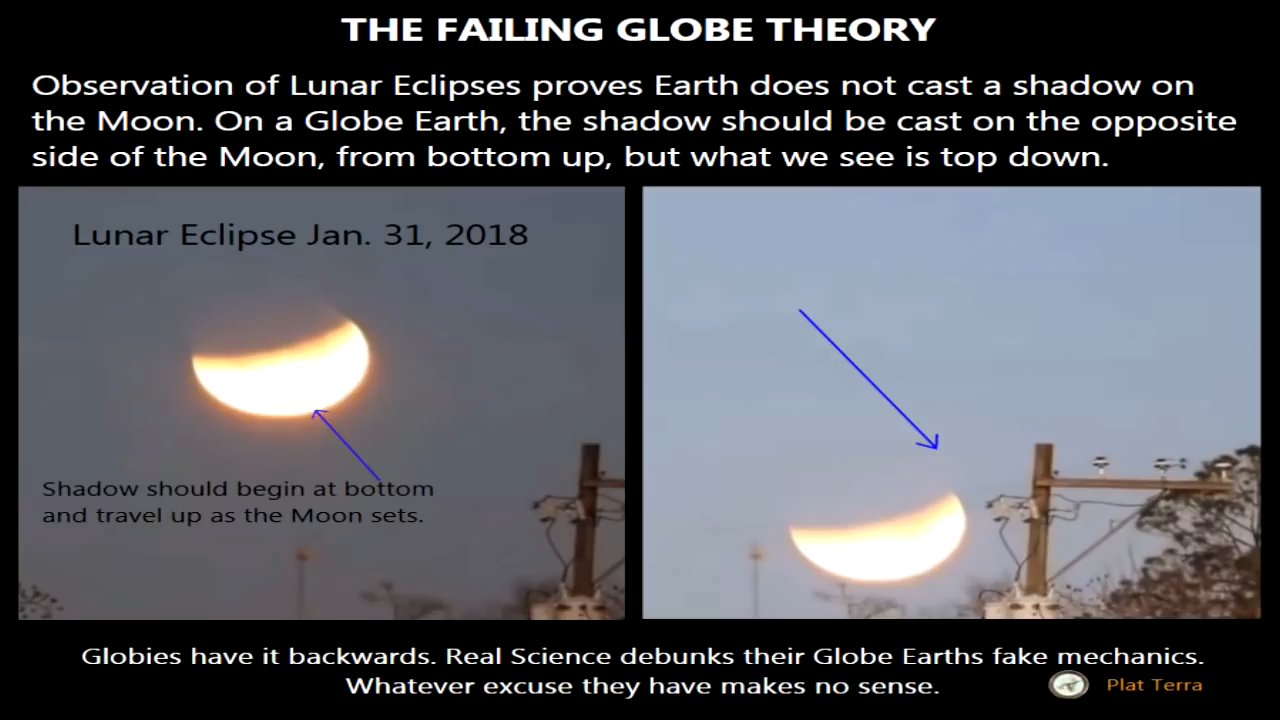 THE FAILING GLOBE THEORY
Observation of Lunar Eclipses proves Earth does not cast a shadow on
the Moon. On a Globe Earth, the shadow should be cast on the opposite
side of the Moon, from bottom up, but what we see is top down.
Lunar Eclipse Jan. 31, 2018
Shadow should begin at bottom
and travel up as the Moon sets.
Globies have it backwards. Real Science debunks their Globe Earths fake mechanics.
Whatever excuse they have makes no sense.
Plat Terra